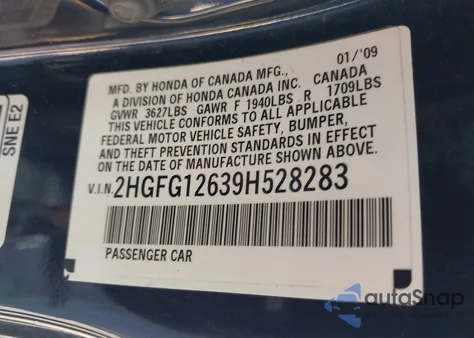 SNE E2
MFD. BY HONDA OF CANADA MFG., 01/'09
A DIVISION OF HONDA CANADA INC. CANADA
GVWR 3627LBS GAWR F 1940LBS R 1709LBS
THIS VEHICLE CONFORMS TO ALL APPLICABLE
FEDERAL MOTOR VEHICLE SAFETY, BUMPER,
AND THEFT PREVENTION STANDARDS IN EFFECT
ON THE DATE OF MANUFACTURE SHOWN ABOVE.
V.I.N. 2HGFG12639H528283
PASSENGER CAR
autoSnap